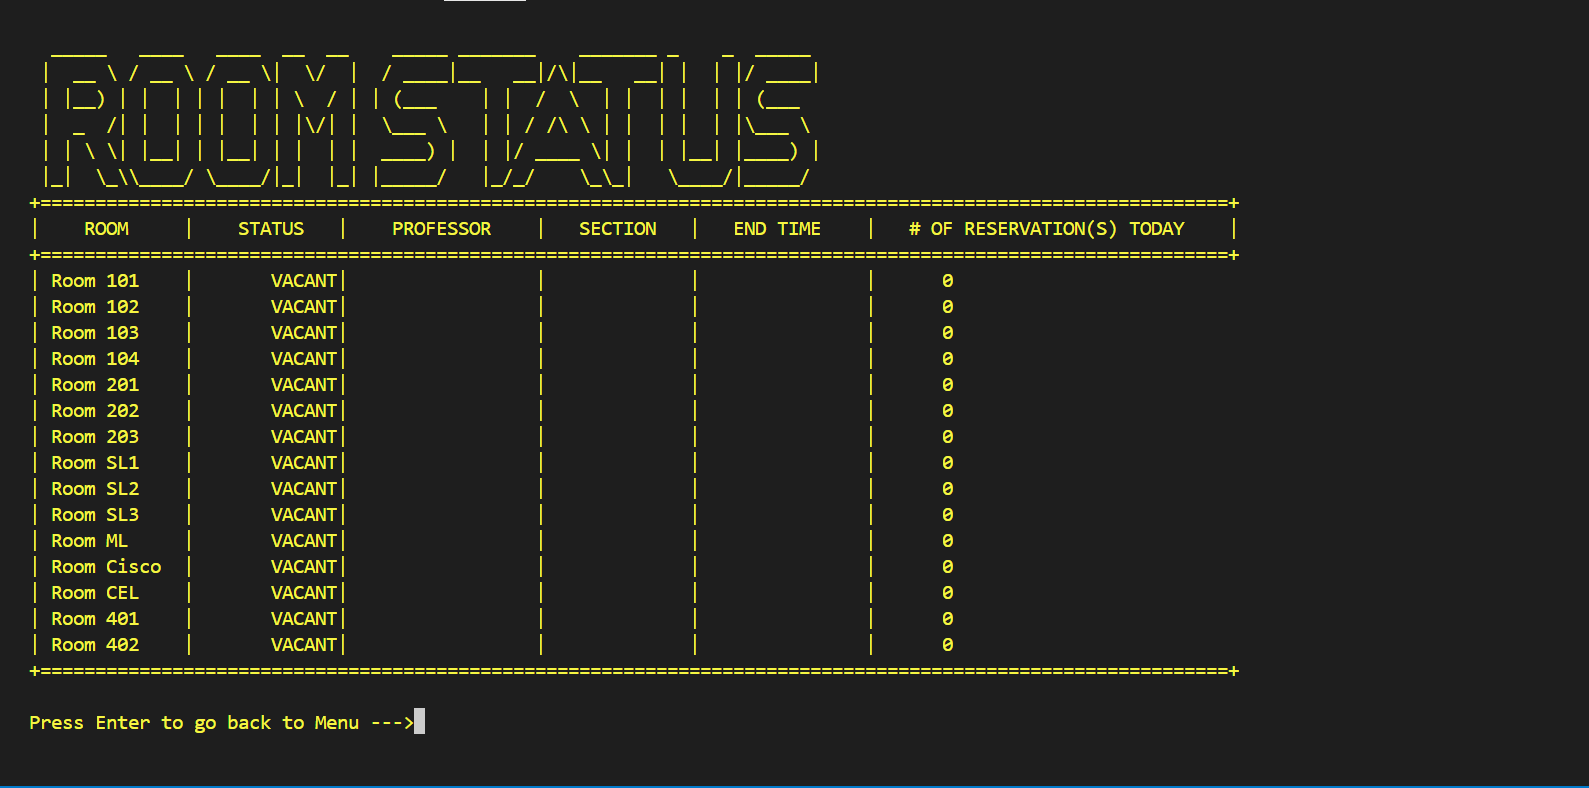 ROOM STATUS
+============================================================================================================+
|    ROOM     |    STATUS   |    PROFESSOR    |   SECTION   |   END TIME    |   # OF RESERVATION(S) TODAY    |
+============================================================================================================+
| Room 101    |       VACANT|                 |             |               |      0
| Room 102    |       VACANT|                 |             |               |      0
| Room 103    |       VACANT|                 |             |               |      0
| Room 104    |       VACANT|                 |             |               |      0
| Room 201    |       VACANT|                 |             |               |      0
| Room 202    |       VACANT|                 |             |               |      0
| Room 203    |       VACANT|                 |             |               |      0
| Room SL1    |       VACANT|                 |             |               |      0
| Room SL2    |       VACANT|                 |             |               |      0
| Room SL3    |       VACANT|                 |             |               |      0
| Room ML     |       VACANT|                 |             |               |      0
| Room Cisco  |       VACANT|                 |             |               |      0
| Room CEL    |       VACANT|                 |             |               |      0
| Room 401    |       VACANT|                 |             |               |      0
| Room 402    |       VACANT|                 |             |               |      0
+============================================================================================================+
Press Enter to go back to Menu --->